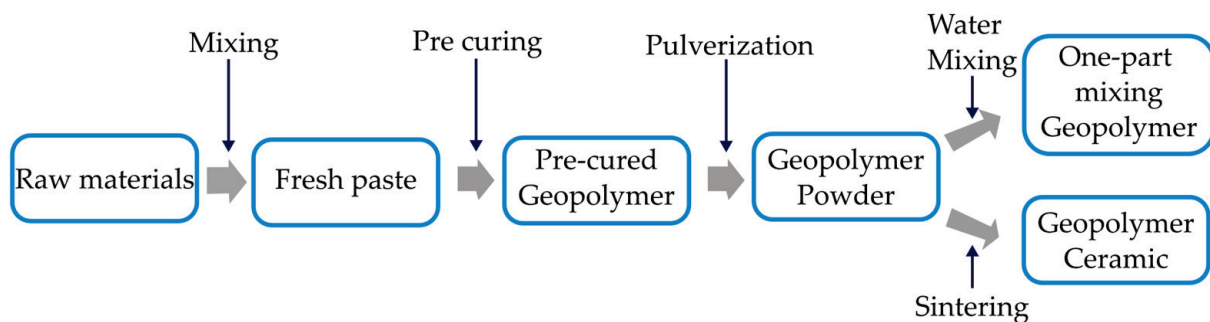 Mixing
Pre curing
Pulverization
Water
Mixing
Raw materials
Fresh paste
Pre-cured
Geopolymer
Geopolymer
Powder
One-part
mixing
Geopolymer
Geopolymer
Ceramic
Sintering